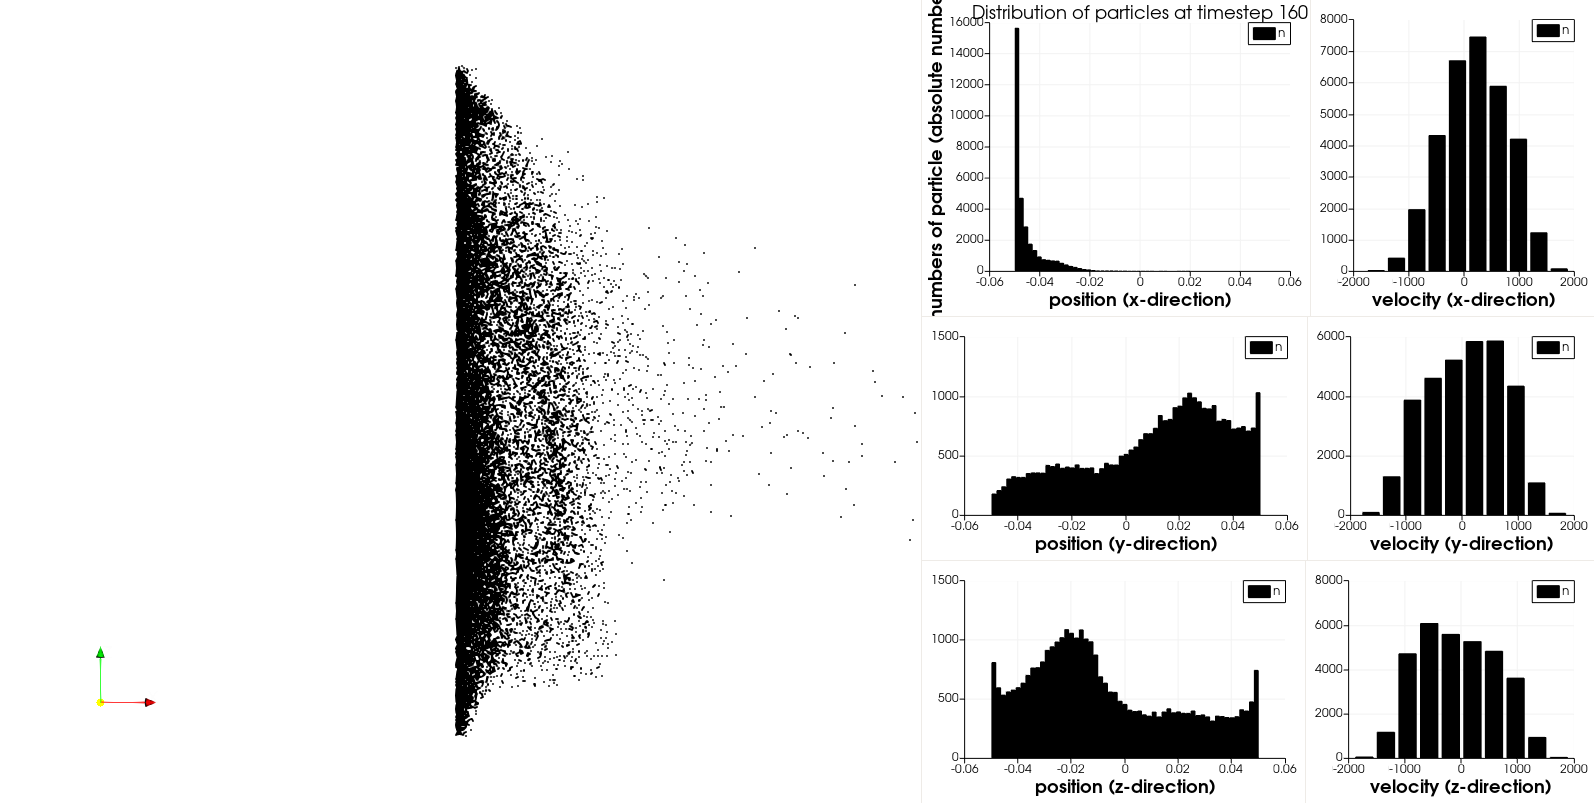 Distribution of particles at timestep 160
numbers of particle (absolute numbe
16000
14000
12000
10000
8000
6000
4000
2000
0
-0.06 -0.04 -0.02 0 0.02 0.04 0.06
position (x-direction)
n
8000
7000
6000
5000
4000
3000
2000
1000
0
-2000 -1000 0 1000 2000
velocity (x-direction)
n
1500
1000
500
0
-0.06 -0.04 -0.02 0 0.02 0.04 0.06
position (y-direction)
n
6000
4000
2000
0
-2000 -1000 0 1000 2000
velocity (y-direction)
n
1500
1000
500
0
-0.06 -0.04 -0.02 0 0.02 0.04 0.06
position (z-direction)
n
8000
6000
4000
2000
0
-2000 -1000 0 1000 2000
velocity (z-direction)
n